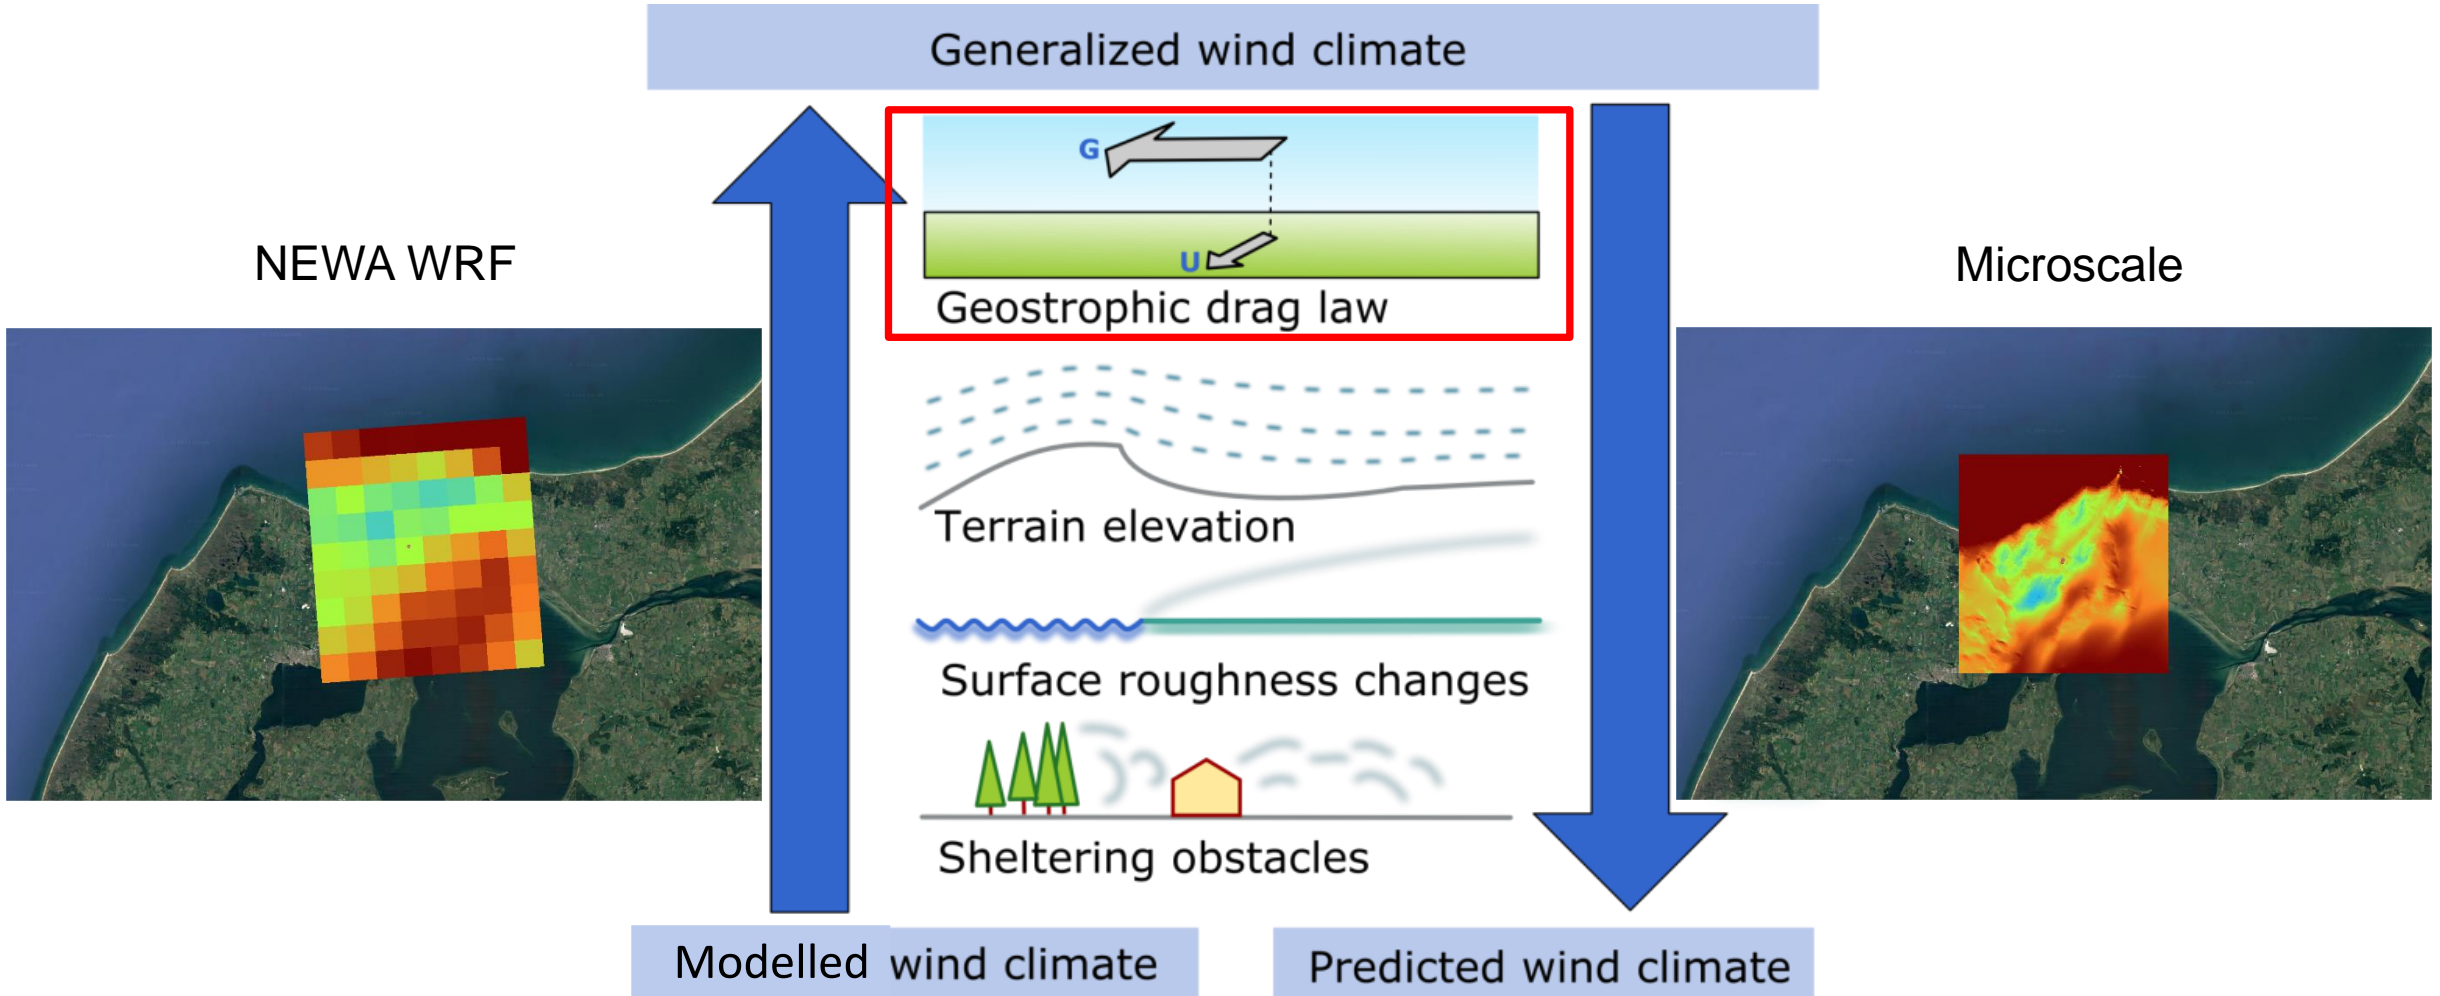 Generalized wind climate
G
U
Geostrophic drag law
NEWA WRF
Microscale
Terrain elevation
Surface roughness changes
Sheltering obstacles
Modelled wind climate
Predicted wind climate